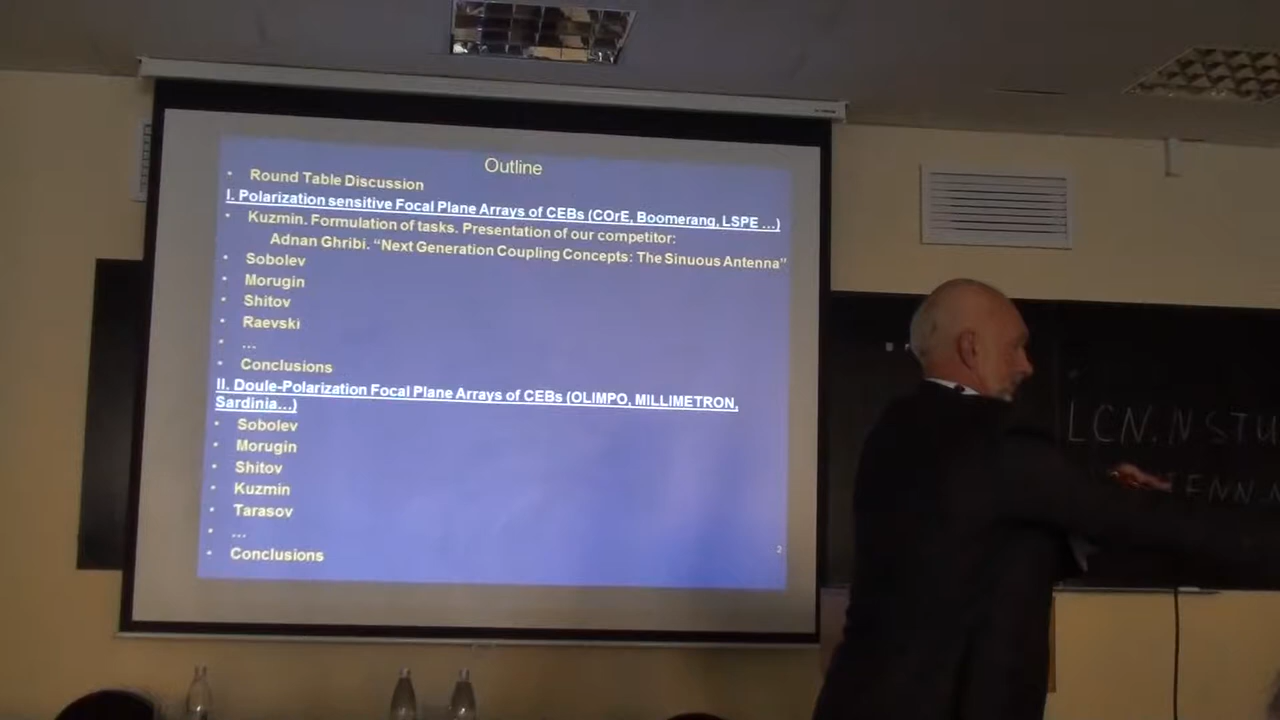 Outline
• Round Table Discussion
I. Polarization sensitive Focal Plane Arrays of CEBs (COrE, Boomerang, LSPE ...)
• Kuzmin. Formulation of tasks. Presentation of our competitor:
Adnan Ghribi. “Next Generation Coupling Concepts: The Sinuous Antenna”
• Sobolev
• Morugin
• Shitov
• Raevski
• ...
• Conclusions
II. Doule-Polarization Focal Plane Arrays of CEBs (OLIMPO, MILLIMETRON,
Sardinia...)
• Sobolev
• Morugin
• Shitov
• Kuzmin
• Tarasov
• ...
• Conclusions
2
LCN.NSTU